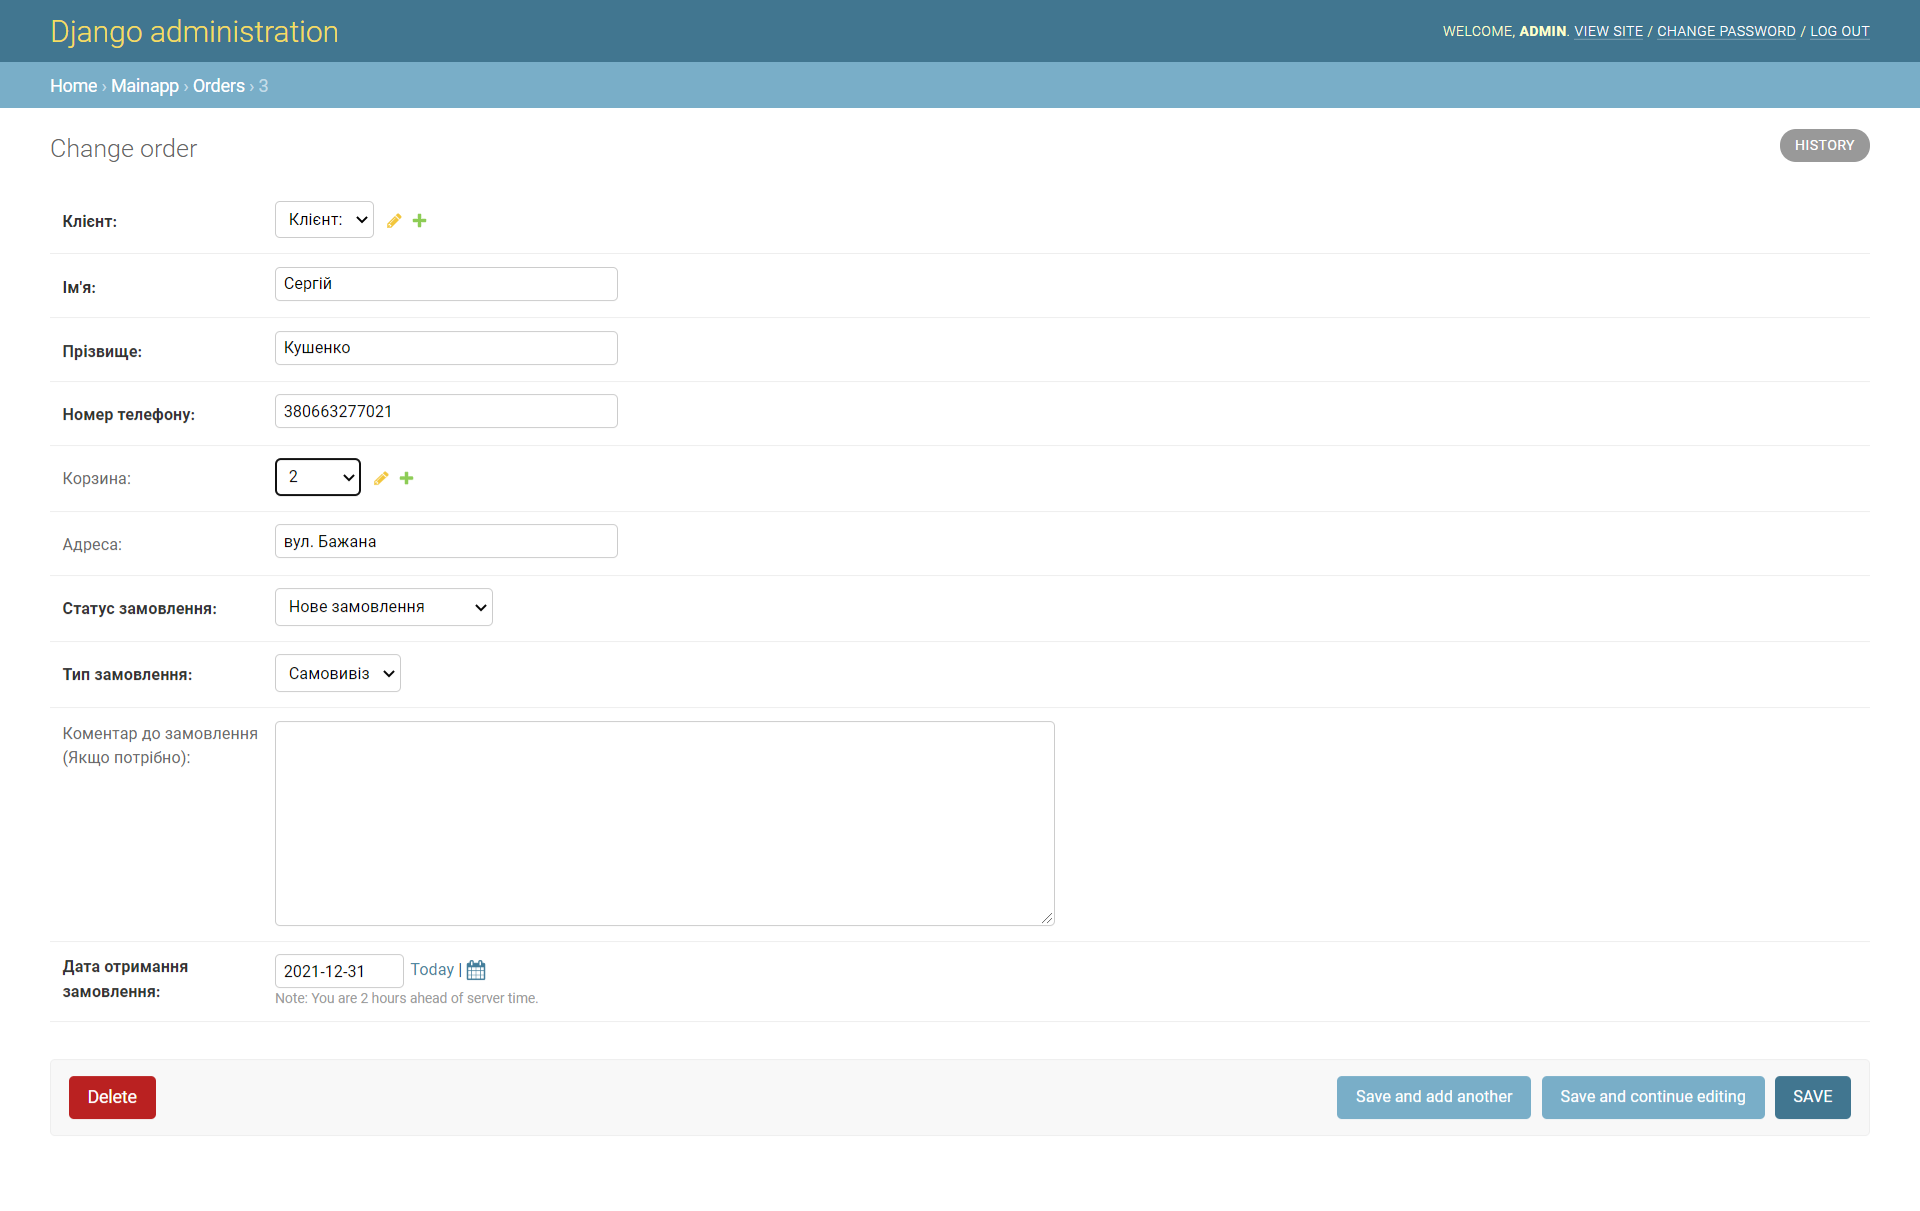 Django administration
WELCOME, ADMIN. VIEW SITE / CHANGE PASSWORD / LOG OUT
Home › Mainapp › Orders › 3
Change order
HISTORY
Клієнт: Клієнт:
Ім'я: Сергій
Прізвище: Кушенко
Номер телефону: 380663277021
Корзина: 2
Адреса: вул. Бажана
Статус замовлення: Нове замовлення
Тип замовлення: Самовивіз
Коментар до замовлення
(Якщо потрібно):
Дата отримання
замовлення:
2021-12-31 Today |
Note: You are 2 hours ahead of server time.
Delete Save and add another Save and continue editing SAVE